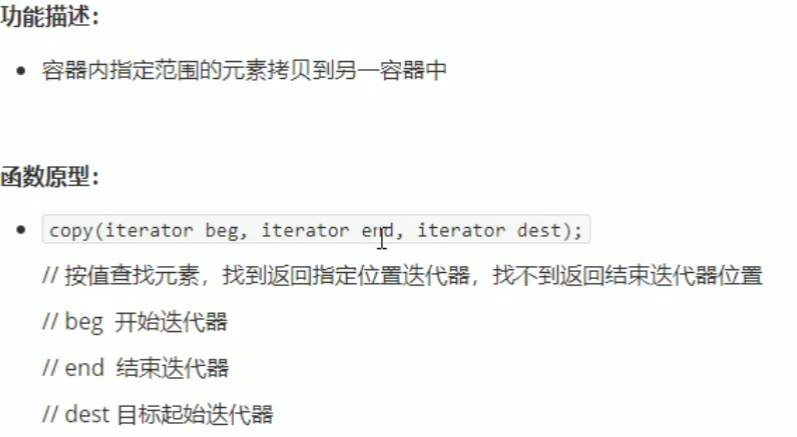 功能描述：
• 容器内指定范围的元素拷贝到另一容器中
函数原型：
• copy(iterator beg, iterator end, iterator dest);
// 按值查找元素，找到返回指定位置迭代器，找不到返回结束迭代器位置
// beg 开始迭代器
// end 结束迭代器
// dest 目标起始迭代器